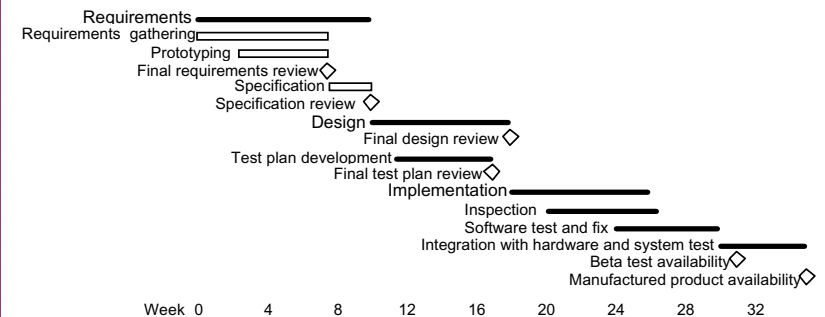 Requirements
Requirements gathering
Prototyping
Final requirements review
Specification
Specification review
Design
Final design review
Test plan development
Final test plan review
Implementation
Inspection
Software test and fix
Integration with hardware and system test
Beta test availability
Manufactured product availability
Week 0 4 8 12 16 20 24 28 32